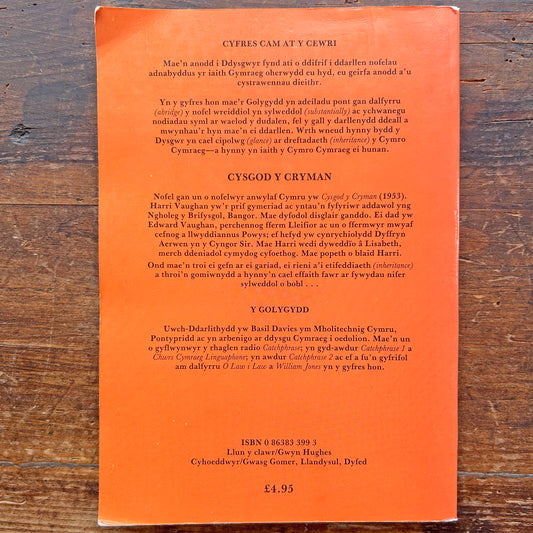 CYFRES CAM AT Y CEWRI
Mae'n anodd i Ddysgwyr fynd ati o ddifrif i ddarllen nofelau
adnabyddus yr iaith Gymraeg oherwydd eu hyd, eu geirfa anodd a'u
cystrawennau dieithr.
Yn y gyfres hon mae'r Golygydd yn adeiladu pont gan dalfyrru
(abridge) y nofel wreiddiol yn sylweddol (substantially) ac ychwanegu
nodiadau syml ar waelod y dudalen, fel y gall y darllenydd ddeall a
mwynhau'r hyn mae'n ei ddarllen. Wrth wneud hynny bydd y
Dysgwr yn cael cipolwg (glance) ar dreftadaeth (inheritance) y Cymro
Cymraeg—a hynny yn iaith y Cymro Cymraeg ei hunan.
CYSGOD Y CRYMAN
Nofel gan un o nofelwyr anwylaf Cymru yw Cysgod y Cryman (1953).
Harri Vaughan yw'r prif gymeriad ac yntau'n fyfyriwr addawol yng
Ngholeg y Brifysgol, Bangor. Mae dyfodol disglair ganddo. Ei dad yw
Edward Vaughan, perchennog fferm Lleifior ac un o ffermwyr mwyaf
cefnog a llwyddiannus Powys; ef hefyd yw cynrychiolydd Dyffryn
Aerwen yn y Cyngor Sir. Mae Harri wedi dyweddïo â Lisabeth,
merch ddeniadol cymydog cyfoethog. Mae popeth o blaid Harri.
Ond mae'n troi ei gefn ar ei gariad, ei rieni a'i etifeddiaeth (inheritance)
a throi'n gomiwnydd a hynny'n cael effaith fawr ar fywydau nifer
sylweddol o bobl . . .
Y GOLYGYDD
Uwch-Ddarlithydd yw Basil Davies ym Mholitechnig Cymru,
Pontypridd ac yn arbenigo ar ddysgu Cymraeg i oedolion. Mae'n un
o gyflwynwyr y rhaglen radio Catchphrase; yn gyd-awdur Catchphrase 1 a
Chwrs Cymraeg Linguaphone; yn awdur Catchphrase 2 ac ef a fu'n gyfrifol
am dalfyrru O Law i Law a William Jones yn y gyfres hon.
ISBN 0 86383 399 3
Llun y clawr/Gwyn Hughes
Cyhoeddwyr/Gwasg Gomer, Llandysul, Dyfed
£4.95